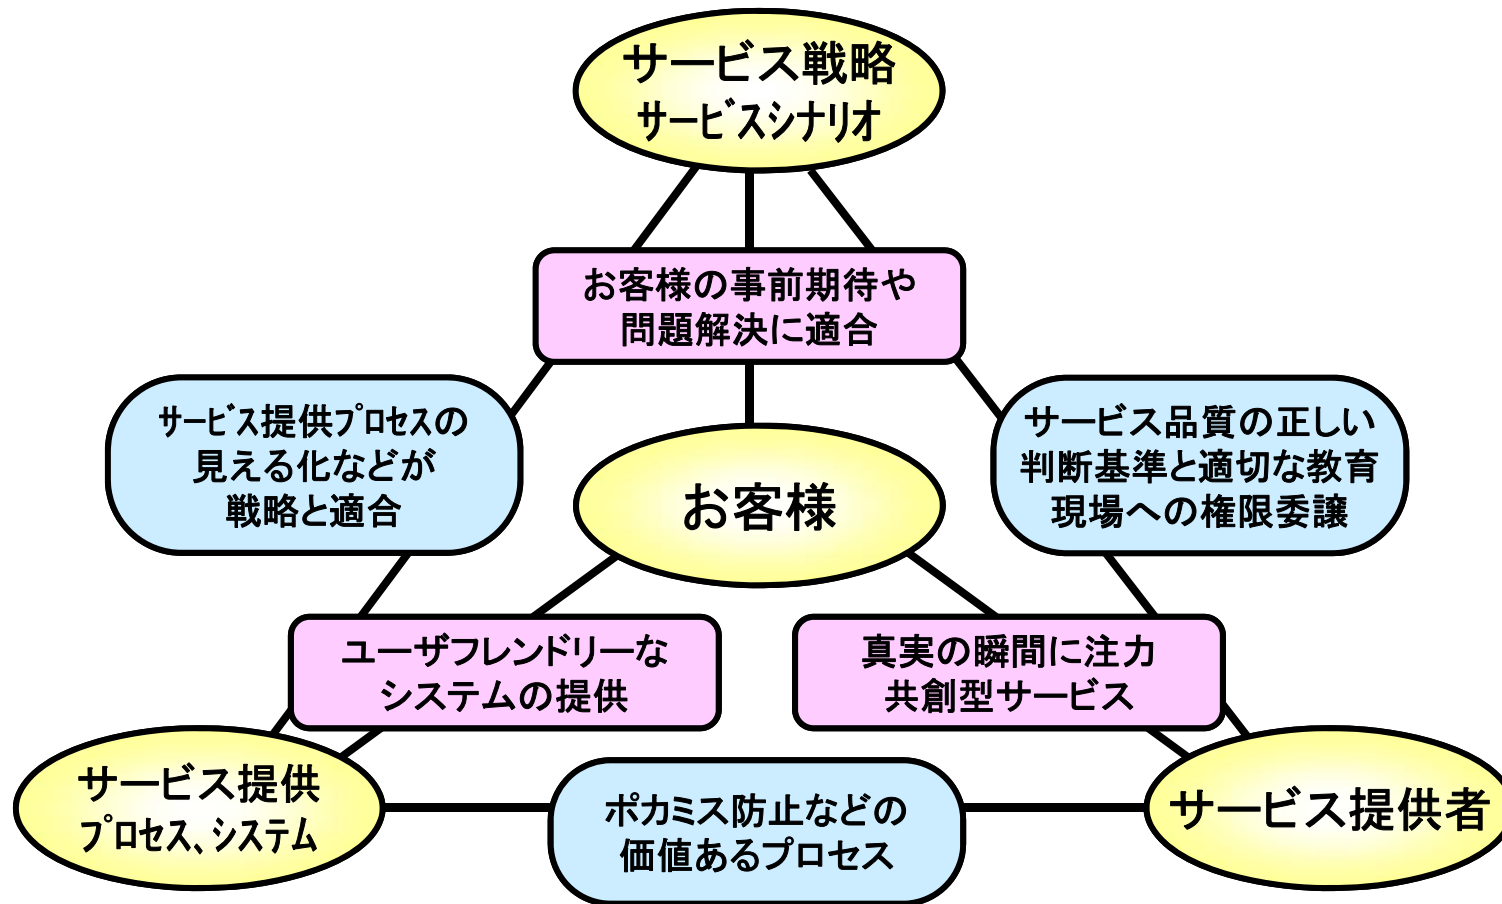 サービス戦略
サービスシナリオ
お客様の事前期待や
問題解決に適合
サービス提供プロセスの
見える化などが
戦略と適合
サービス品質の正しい
判断基準と適切な教育
現場への権限委譲
お客様
ユーザフレンドリーな
システムの提供
真実の瞬間に注力
共創型サービス
サービス提供
プロセス、システム
ポカミス防止などの
価値あるプロセス
サービス提供者